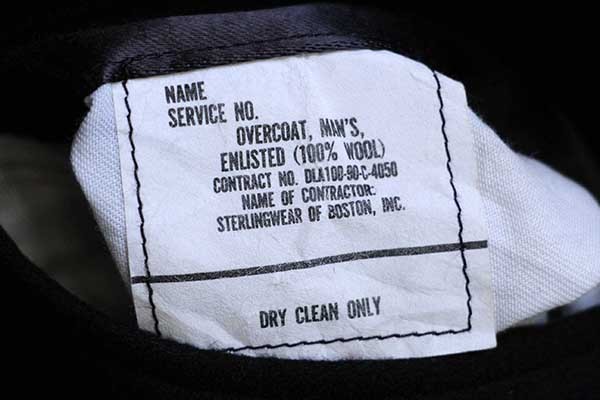 NAME
SERVICE NO.
OVERCOAT, MIN'S,
ENLISTED (100% WOOL)
CONTRACT NO. DLA100-90-C-4050
NAME OF CONTRACTOR:
STERLINGWEAR OF BOSTON, INC.
DRY CLEAN ONLY